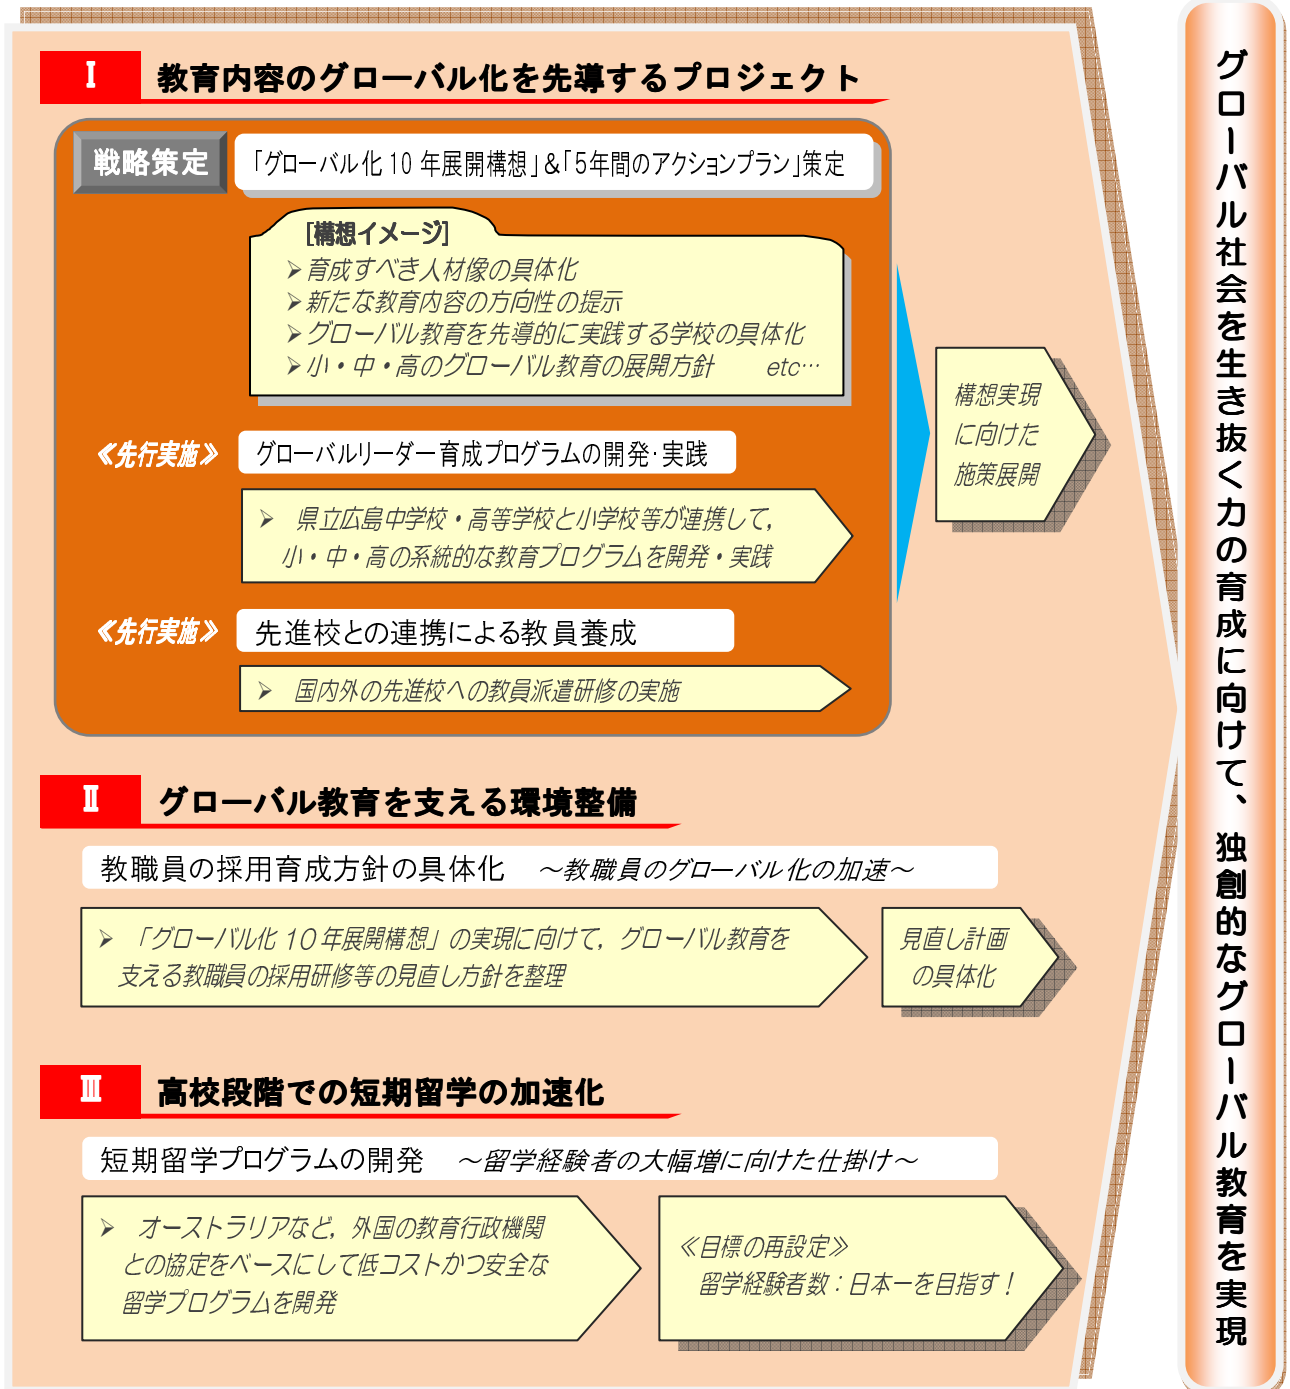 Ⅰ 教育内容のグローバル化を先導するプロジェクト
戦略策定 「グローバル化 10 年展開構想」&「5年間のアクションプラン」策定
[構想イメージ]
➢育成すべき人材像の具体化
➢新たな教育内容の方向性の提示
➢グローバル教育を先導的に実践する学校の具体化
➢小・中・高のグローバル教育の展開方針 etc…
≪先行実施≫ グローバルリーダー育成プログラムの開発・実践
➢ 県立広島中学校・高等学校と小学校等が連携して，
小・中・高の系統的な教育プログラムを開発・実践
≪先行実施≫ 先進校との連携による教員養成
➢ 国内外の先進校への教員派遣研修の実施
構想実現
に向けた
施策展開
Ⅱ グローバル教育を支える環境整備
教職員の採用育成方針の具体化 ～教職員のグローバル化の加速～
➢ 「グローバル化 10年展開構想」の実現に向けて，グローバル教育を
支える教職員の採用研修等の見直し方針を整理
見直し計画
の具体化
Ⅲ 高校段階での短期留学の加速化
短期留学プログラムの開発 ～留学経験者の大幅増に向けた仕掛け～
➢ オーストラリアなど，外国の教育行政機関
との協定をベースにして低コストかつ安全な
留学プログラムを開発
≪目標の再設定≫
留学経験者数：日本一を目指す！
グローバル社会を生き抜く力の育成に向けて、独創的なグローバル教育を実現